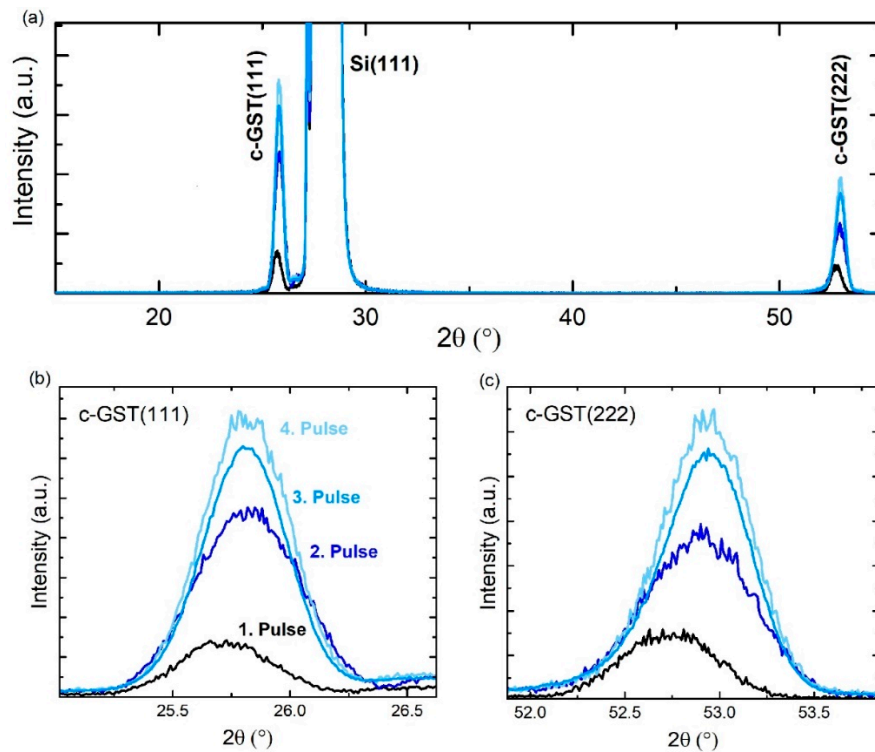 (a)
Intensity (a.u.)
c-GST(111)
Si(111)
c-GST(222)
20
30
40
50
2θ (°)
(b)
c-GST(111)
Intensity (a.u.)
4. Pulse
3. Pulse
2. Pulse
1. Pulse
25.5
26.0
26.5
2θ (°)
(c)
c-GST(222)
Intensity (a.u.)
52.0
52.5
53.0
53.5
2θ (°)